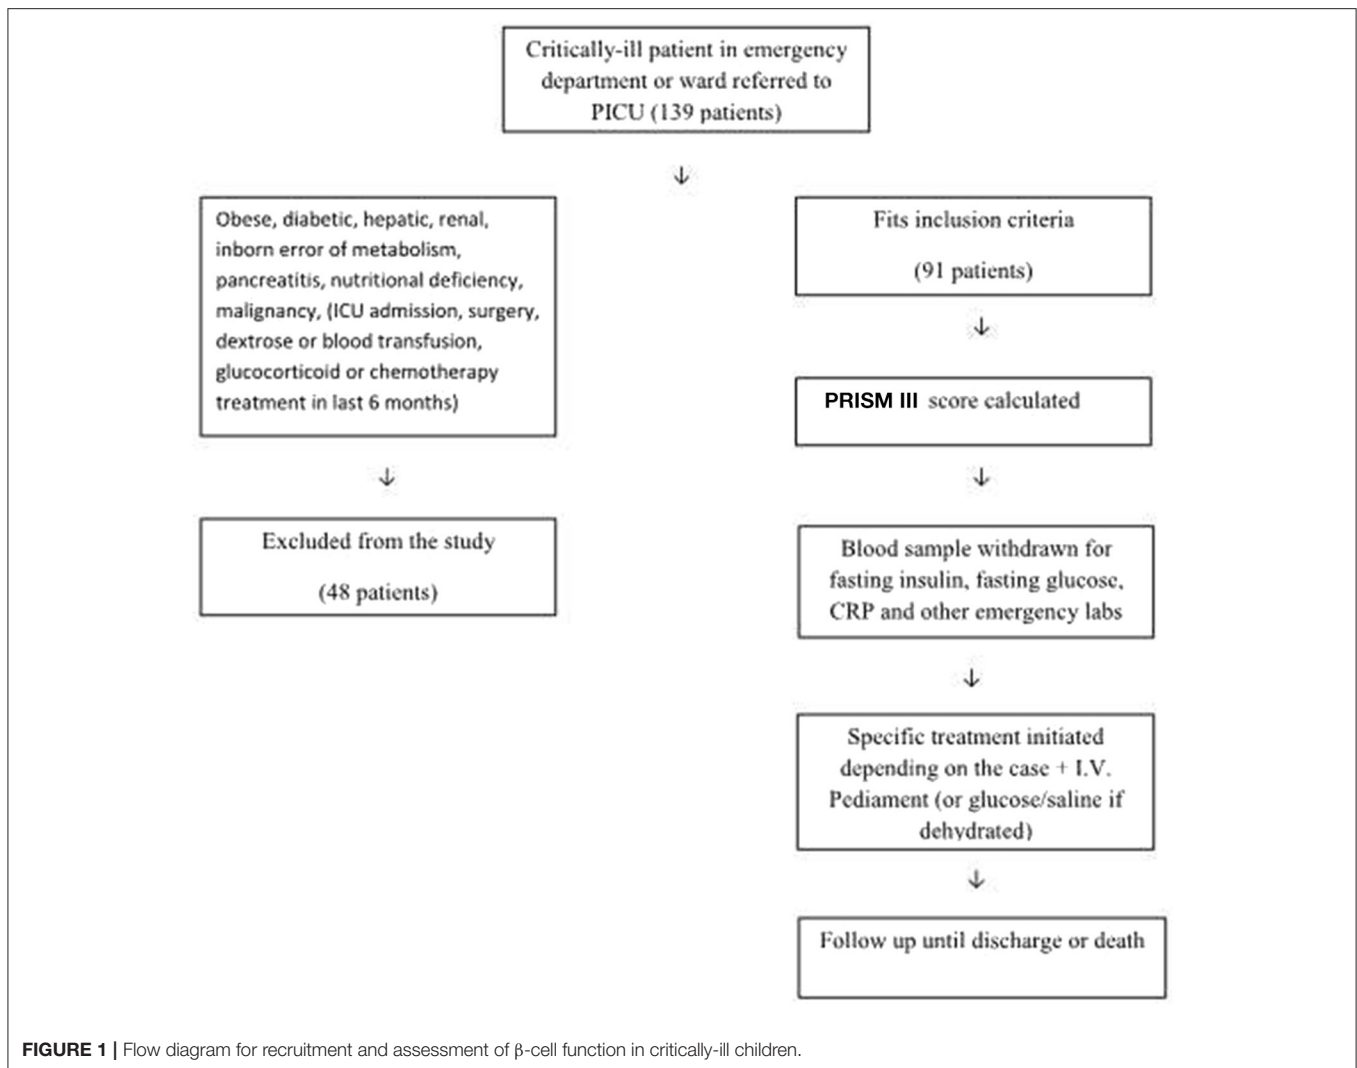 Critically-ill patient in emergency
department or ward referred to
PICU (139 patients)
↓
Obese, diabetic, hepatic, renal,
inborn error of metabolism,
pancreatitis, nutritional deficiency,
malignancy, (ICU admission, surgery,
dextrose or blood transfusion,
glucocorticoid or chemotherapy
treatment in last 6 months)
↓
Excluded from the study
(48 patients)
Fits inclusion criteria
(91 patients)
↓
PRISM III score calculated
↓
Blood sample withdrawn for
fasting insulin, fasting glucose,
CRP and other emergency labs
↓
Specific treatment initiated
depending on the case + I.V.
Pediament (or glucose/saline if
dehydrated)
↓
Follow up until discharge or death
FIGURE 1 | Flow diagram for recruitment and assessment of β-cell function in critically-ill children.